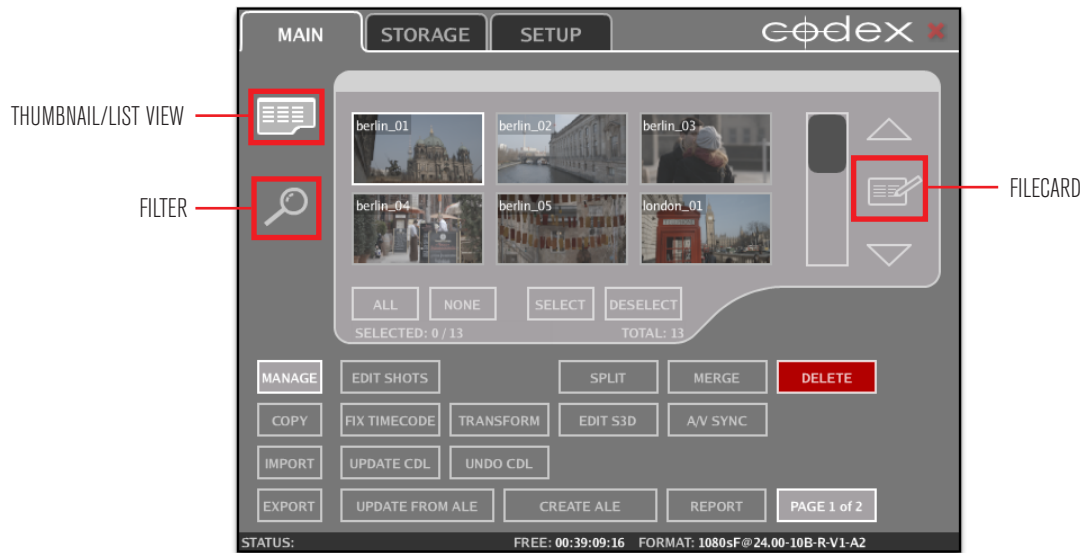 MAIN STORAGE SETUP codex
THUMBNAIL/LIST VIEW
FILTER
FILECARD
berlin_01 berlin_02 berlin_03
berlin_04 berlin_05 london_01
ALL NONE SELECT DESELECT
SELECTED: 0 / 13 TOTAL: 13
MANAGE EDIT SHOTS SPLIT MERGE DELETE
COPY FIX TIMECODE TRANSFORM EDIT S3D A/V SYNC
IMPORT UPDATE CDL UNDO CDL
EXPORT UPDATE FROM ALE CREATE ALE REPORT PAGE 1 of 2
STATUS: FREE: 00:39:09:16 FORMAT: 1080sF@24.00-10B-R-V1-A2